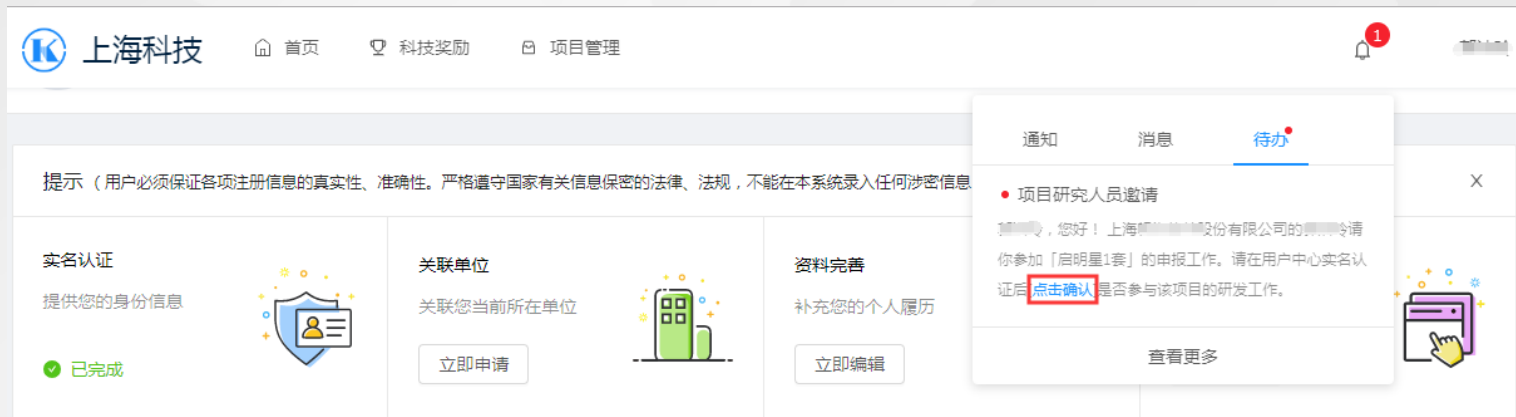 上海科技
首页
科技奖励
项目管理
1
通知
消息
待办
提示（用户必须保证各项注册信息的真实性、准确性。严格遵守国家有关信息保密的法律、法规，不能在本系统录入任何涉密信息
X
项目研究人员邀请
，您好！ 上海 股份有限公司的 请
你参加「启明星1套」的申报工作。请在用户中心实名认
证后[点击确认]是否参与该项目的研发工作。
查看更多
实名认证
提供您的身份信息
已完成
关联单位
关联您当前所在单位
立即申请
资料完善
补充您的个人履历
立即编辑